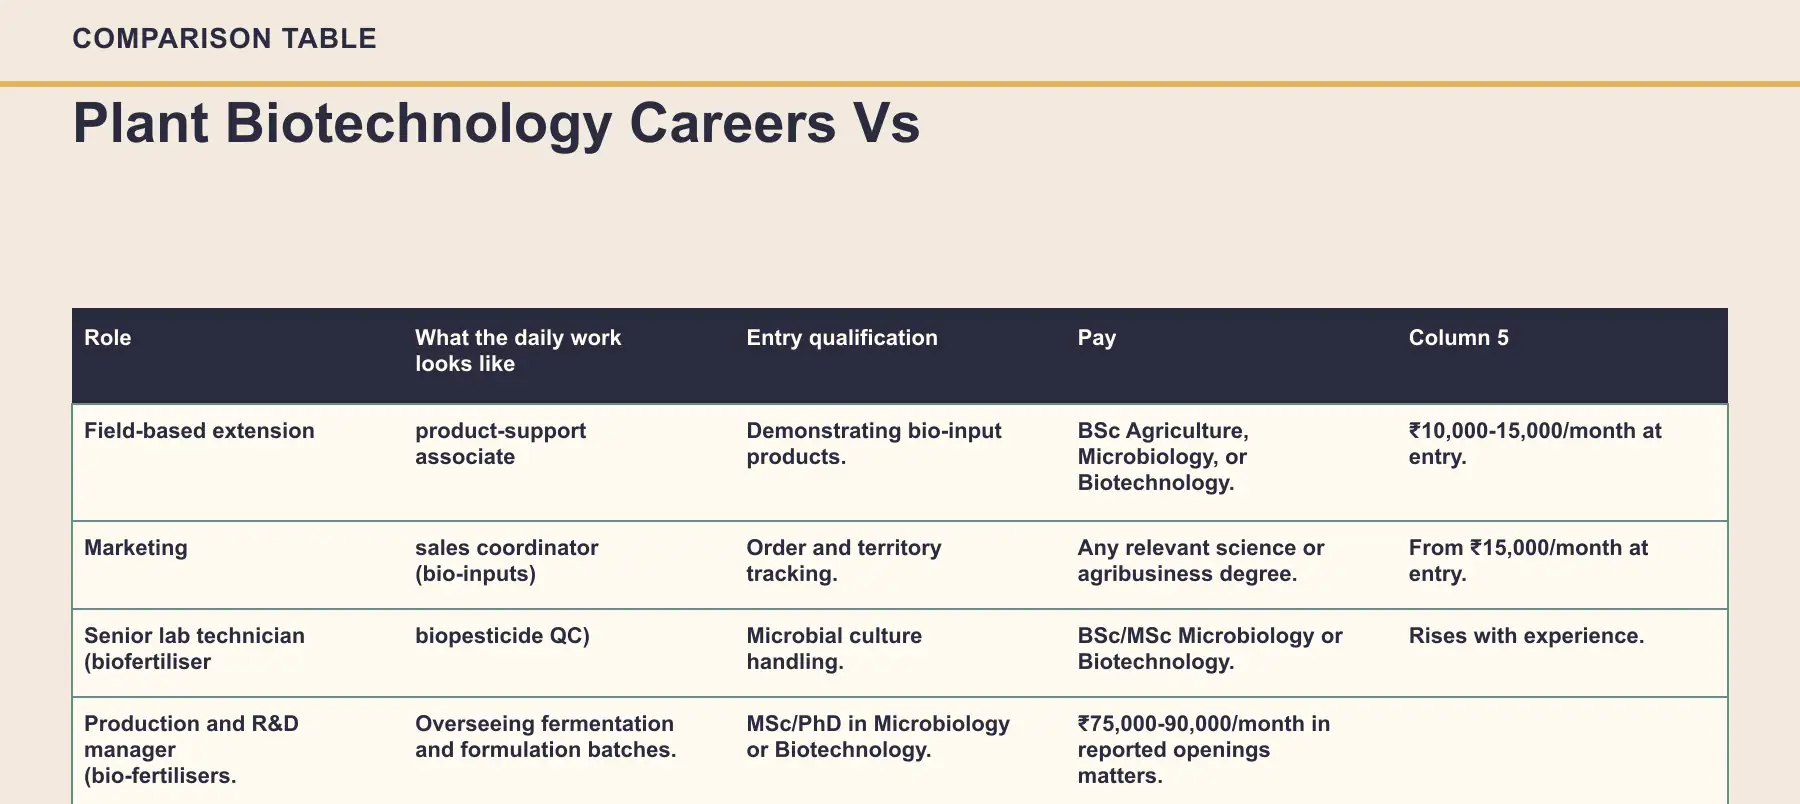 COMPARISON TABLE
Plant Biotechnology Careers Vs
Role
What the daily work
looks like
Entry qualification
Pay
Column 5
Field-based extension
product-support
associate
Demonstrating bio-input
products.
BSc Agriculture,
Microbiology, or
Biotechnology.
₹10,000-15,000/month at
entry.
Marketing
sales coordinator
(bio-inputs)
Order and territory
tracking.
Any relevant science or
agribusiness degree.
From ₹15,000/month at
entry.
Senior lab technician
(biofertiliser
biopesticide QC)
Microbial culture
handling.
BSc/MSc Microbiology or
Biotechnology.
Rises with experience.
Production and R&D
manager
(bio-fertilisers.
Overseeing fermentation
and formulation batches.
MSc/PhD in Microbiology
or Biotechnology.
₹75,000-90,000/month in
reported openings
matters.